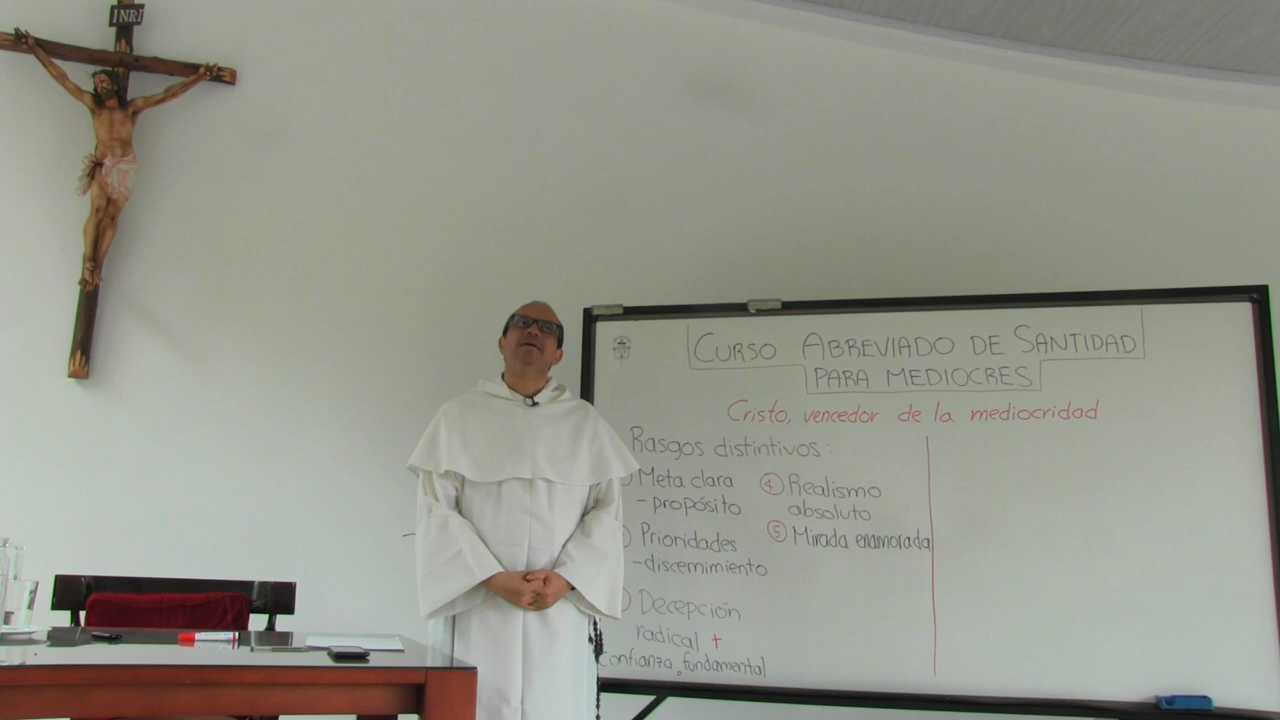 INRI
CURSO ABREVIADO DE SANTIDAD
PARA MEDIOCRES
Cristo, vencedor de la mediocridad
Rasgos distintivos:
Meta clara
- propósito
Prioridades
- discernimiento
Decepción
radical +
confianza fundamental
④ Realismo
absoluto
⑤ Mirada enamorada